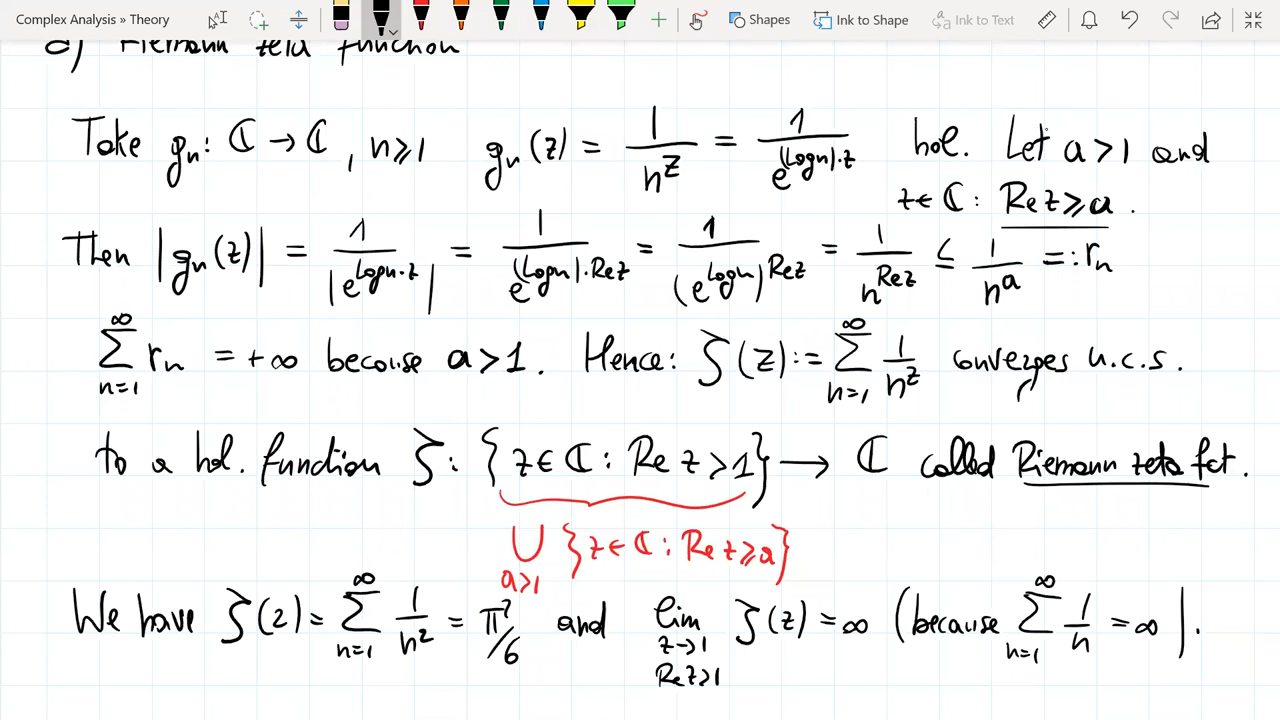 Complex Analysis » Theory Shapes Ink to Shape Ink to Text
Riemann zeta function
Take gₙ: ℂ → ℂ, n ≥ 1 gₙ(z) = 1/n^z = 1/e^((Log n)·z) hol. Let a > 1 and
z ∈ ℂ : Re z ≥ a.
Then |gₙ(z)| = 1/|e^(Log n·z)| = 1/e^((Log n)·Re z) = 1/(e^(Log n))^(Re z) = 1/n^(Re z) ≤ 1/n^a =: rₙ
∑_{n=1}^∞ rₙ = +∞ because a > 1. Hence: ζ(z) := ∑_{n=1}^∞ 1/n^z converges u.c.s.
to a hol. function ζ: {z ∈ ℂ : Re z > 1} → ℂ called Riemann zeta fct.
⋃_{a>1} {z ∈ ℂ : Re z ≥ a}
We have ζ(2) = ∑_{n=1}^∞ 1/n² = π²/6 and lim_{z→1, Re z>1} ζ(z) = ∞ (because ∑_{n=1}^∞ 1/n = ∞).